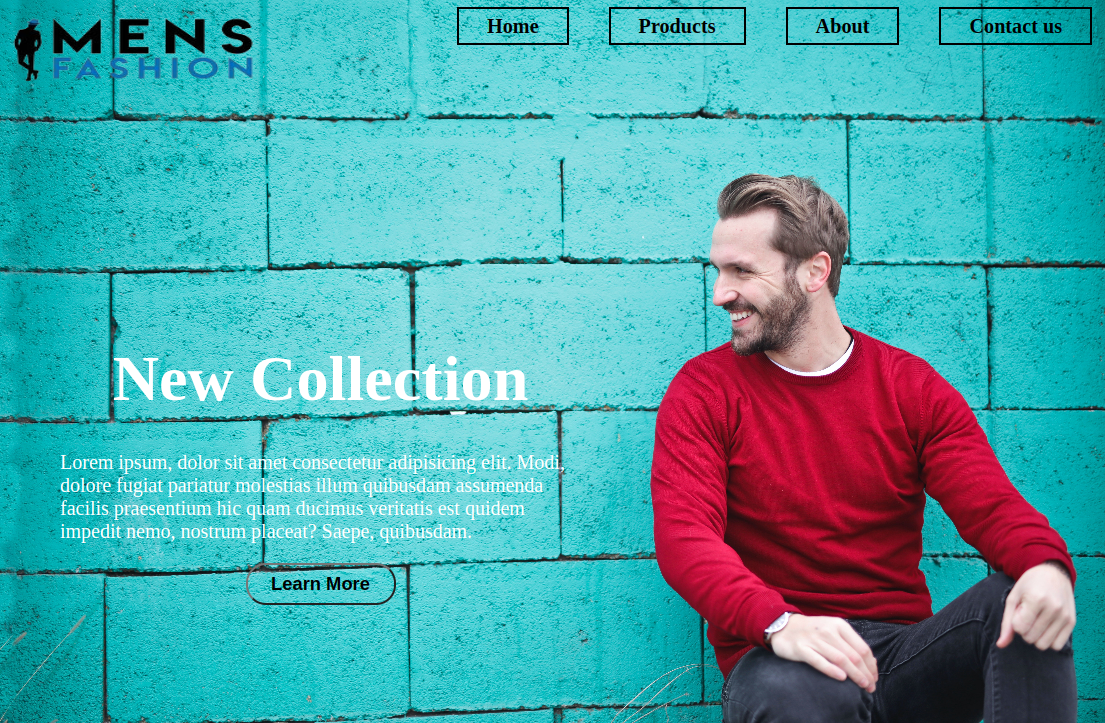 MENS
FASHION
Home
Products
About
Contact us
New Collection
Lorem ipsum, dolor sit amet consectetur adipisicing elit. Modi,
dolore fugiat pariatur molestias illum quibusdam assumenda
facilis praesentium hic quam ducimus veritatis est quidem
impedit nemo, nostrum placeat? Saepe, quibusdam.
Learn More